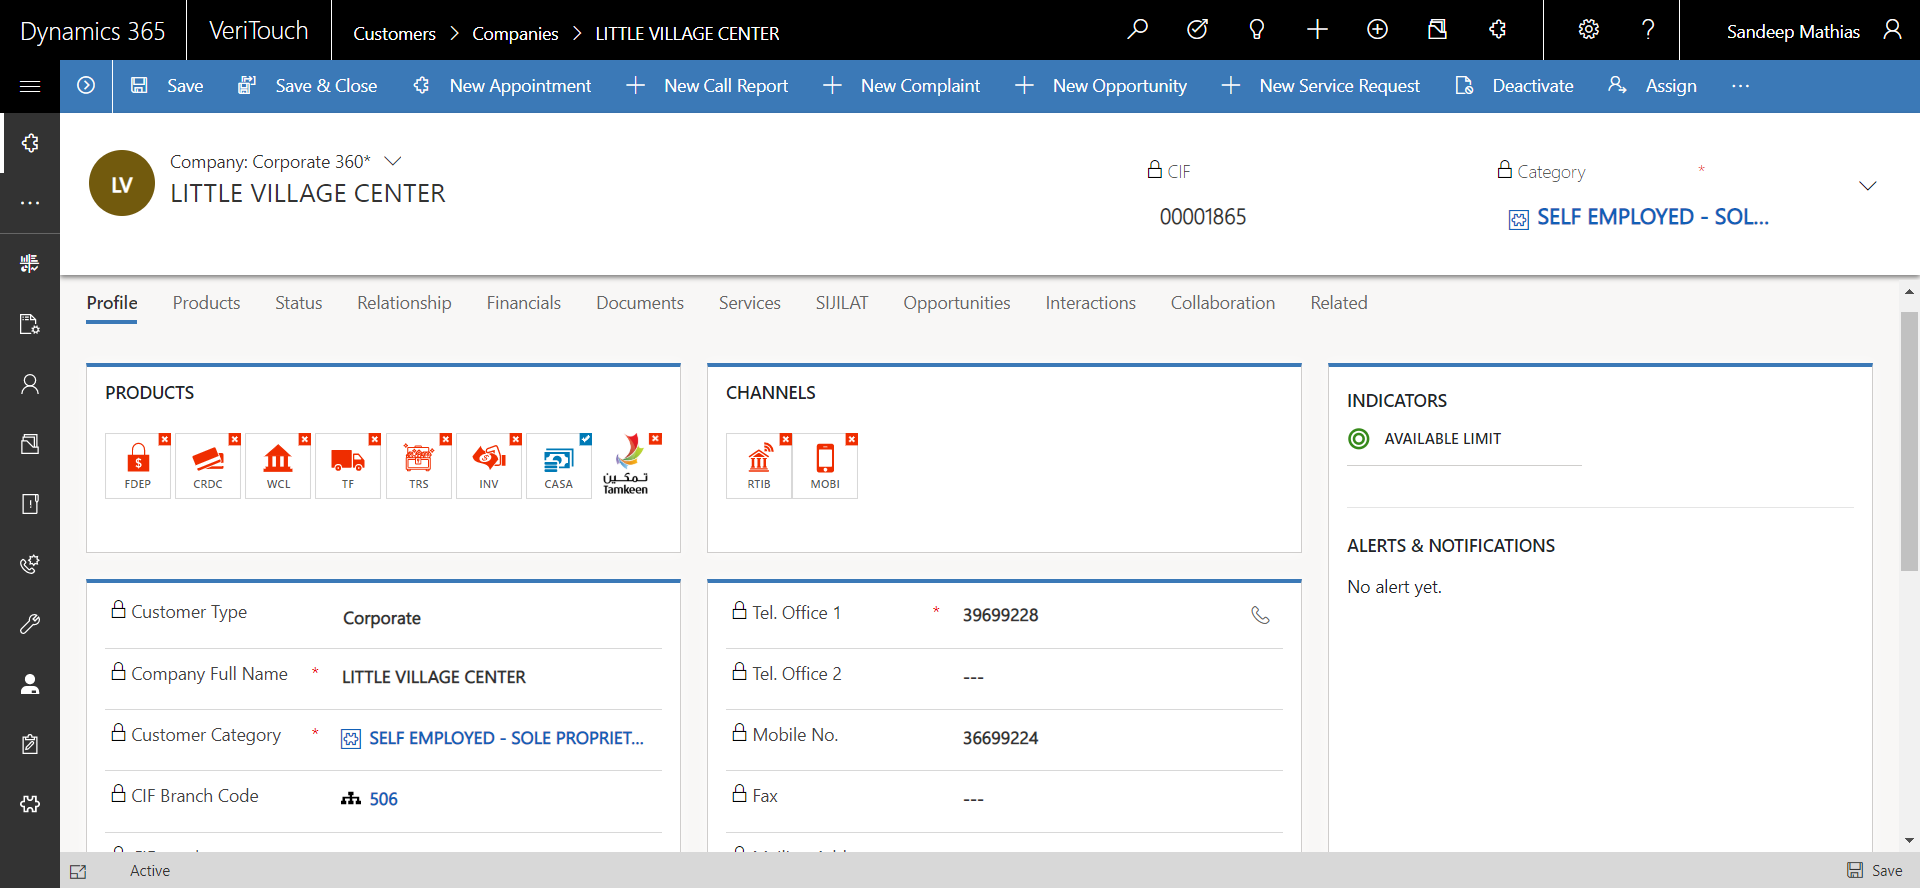 Dynamics 365
VeriTouch
Customers > Companies > LITTLE VILLAGE CENTER
Sandeep Mathias
Save
Save & Close
New Appointment
New Call Report
New Complaint
New Opportunity
New Service Request
Deactivate
Assign
LV
Company: Corporate 360*
LITTLE VILLAGE CENTER
CIF
00001865
Category *
SELF EMPLOYED - SOL...
Profile
Products
Status
Relationship
Financials
Documents
Services
SIJILAT
Opportunities
Interactions
Collaboration
Related
PRODUCTS
FDEP
CRDC
WCL
TF
TRS
INV
CASA
تمكين
Tamkeen
CHANNELS
RTIB
MOBI
INDICATORS
AVAILABLE LIMIT
ALERTS & NOTIFICATIONS
No alert yet.
Customer Type Corporate
Company Full Name * LITTLE VILLAGE CENTER
Customer Category * SELF EMPLOYED - SOLE PROPRIET...
CIF Branch Code 506
Tel. Office 1 * 39699228
Tel. Office 2 ---
Mobile No. 36699224
Fax ---
Active
Save